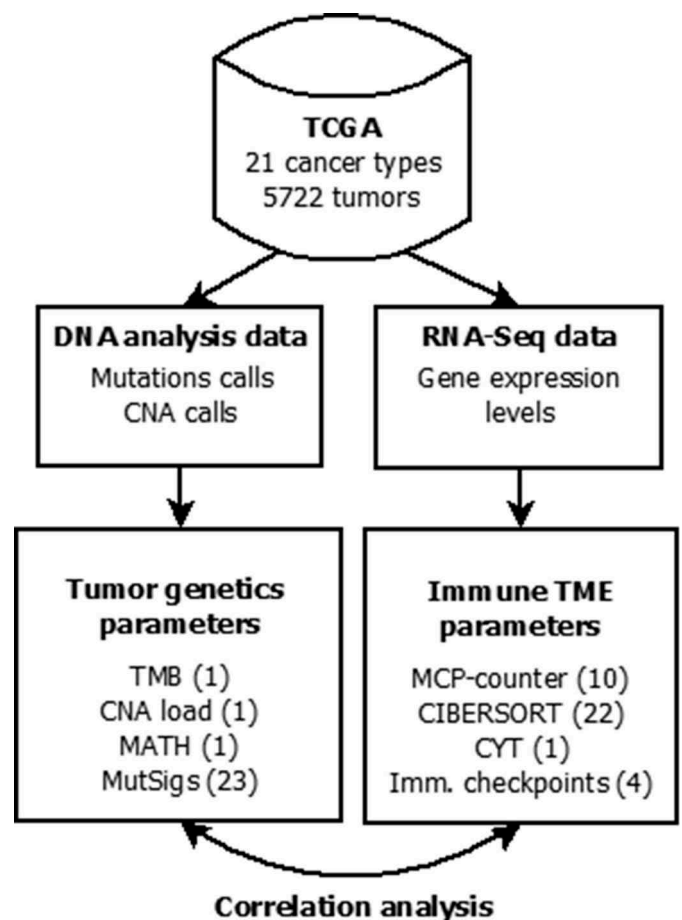 TCGA
21 cancer types
5722 tumors
DNA analysis data
Mutations calls
CNA calls
RNA-Seq data
Gene expression
levels
Tumor genetics
parameters
TMB (1)
CNA load (1)
MATH (1)
MutSigs (23)
Immune TME
parameters
MCP-counter (10)
CIBERSORT (22)
CYT (1)
Imm. checkpoints (4)
Correlation analysis